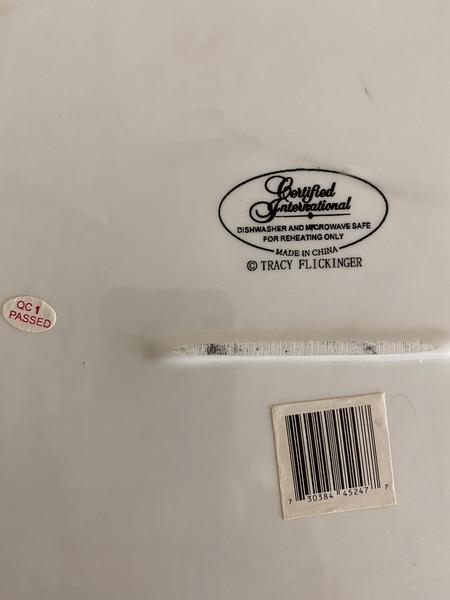 Certified
International
DISHWASHER AND MICROWAVE SAFE
FOR REHEATING ONLY
MADE IN CHINA
© TRACY FLICKINGER
QC 1
PASSED
7 30384 45247 7